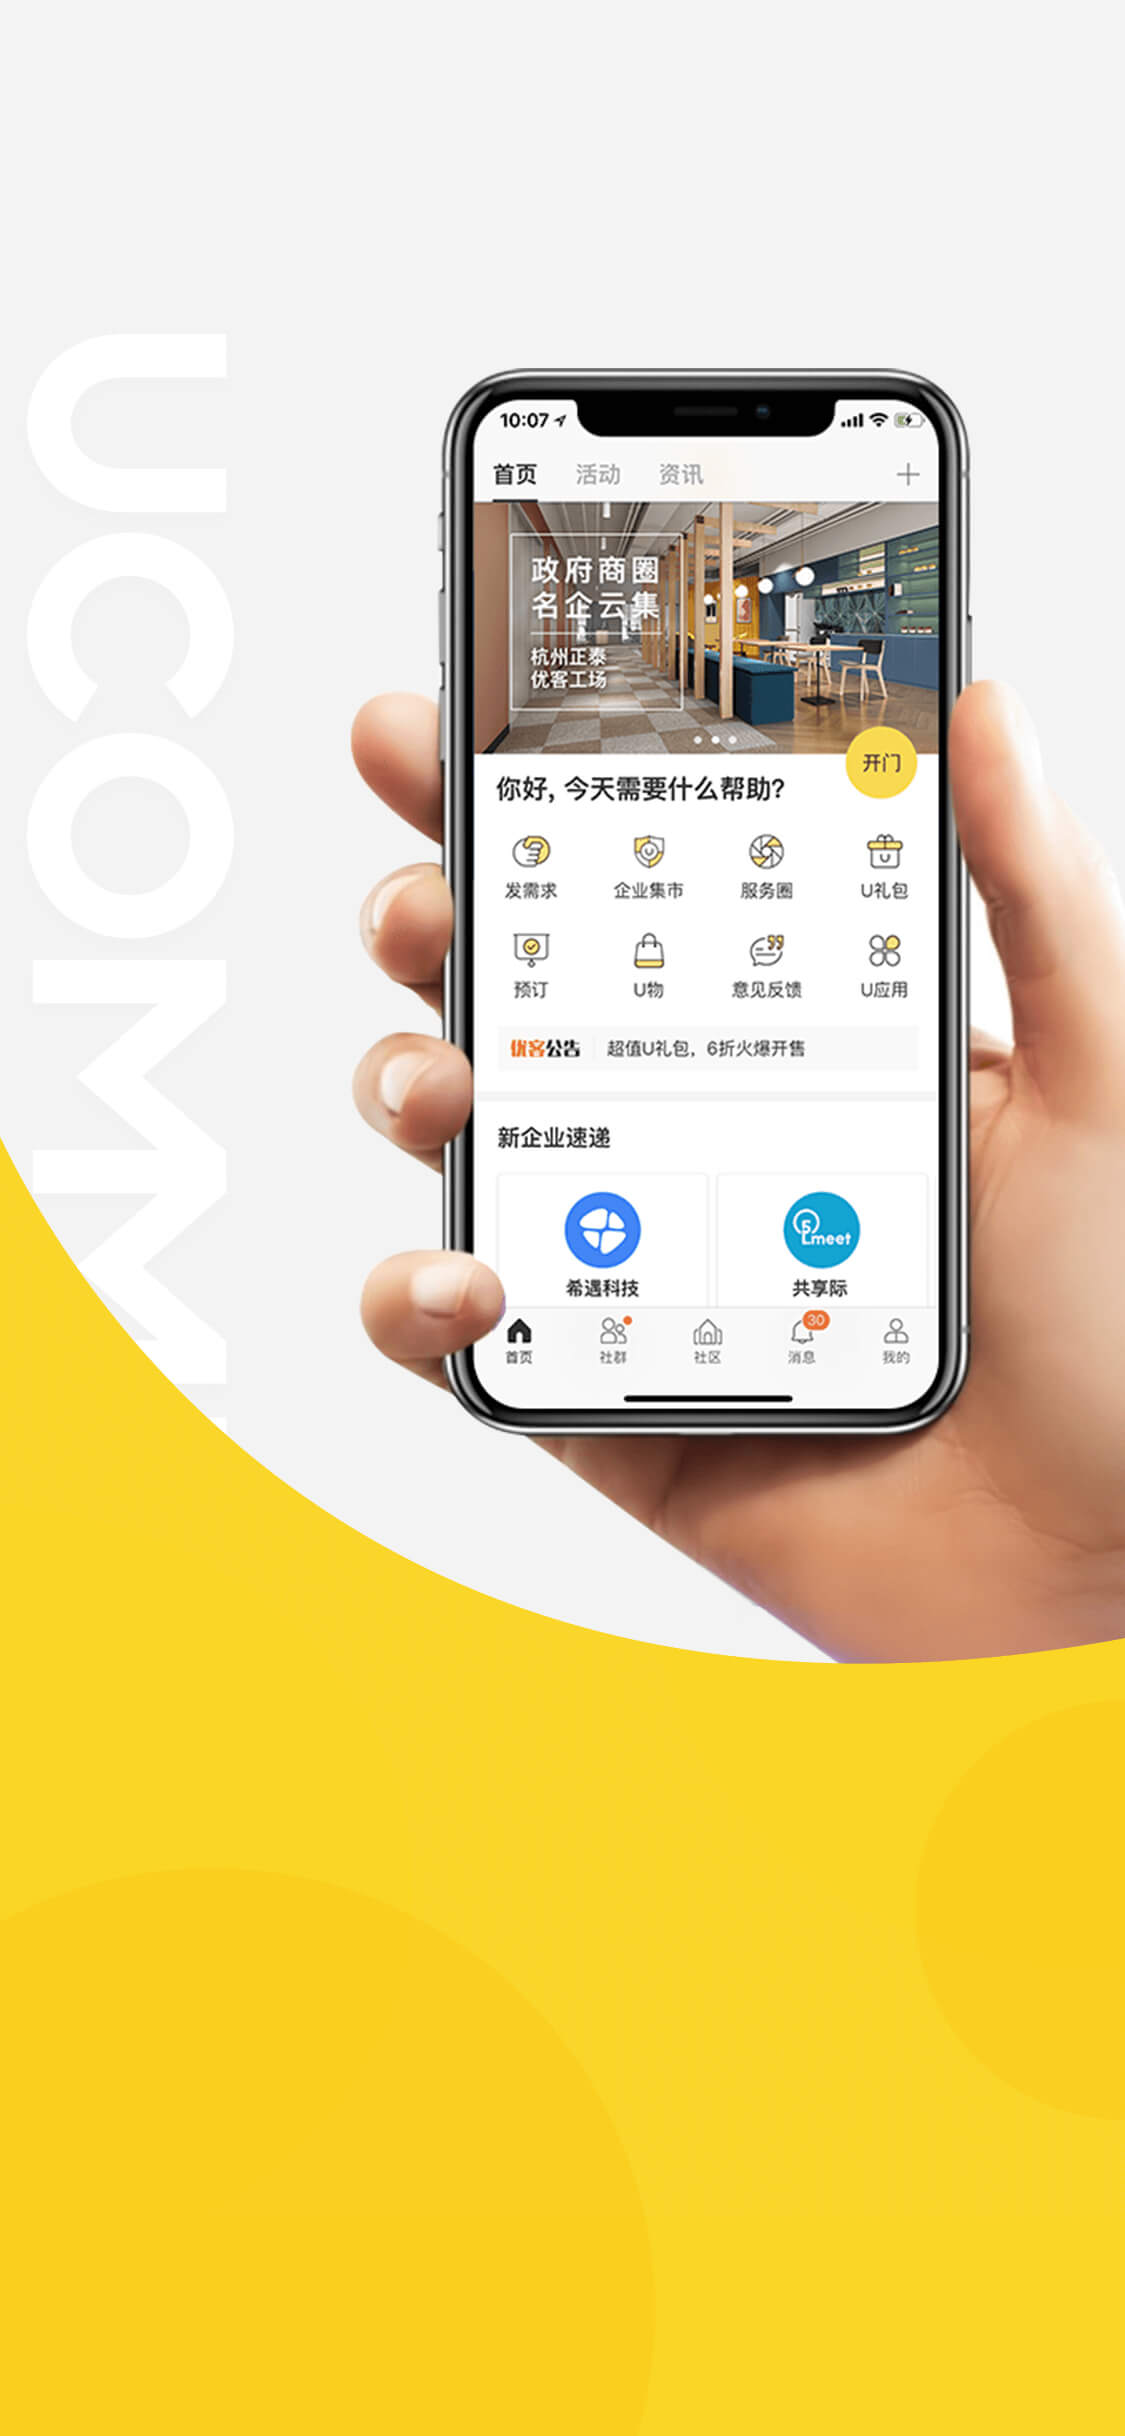 UCOMM
10:07
首页 活动 资讯
政府商圈
名企云集
杭州正泰
优客工场
开门
你好, 今天需要什么帮助?
发需求 企业集市 服务圈 U礼包
预订 U物 意见反馈 U应用
优客公告 超值U礼包，6折火爆开售
新企业速递
5Lmeet
希遇科技 共享际
30
首页 社群 社区 消息 我的